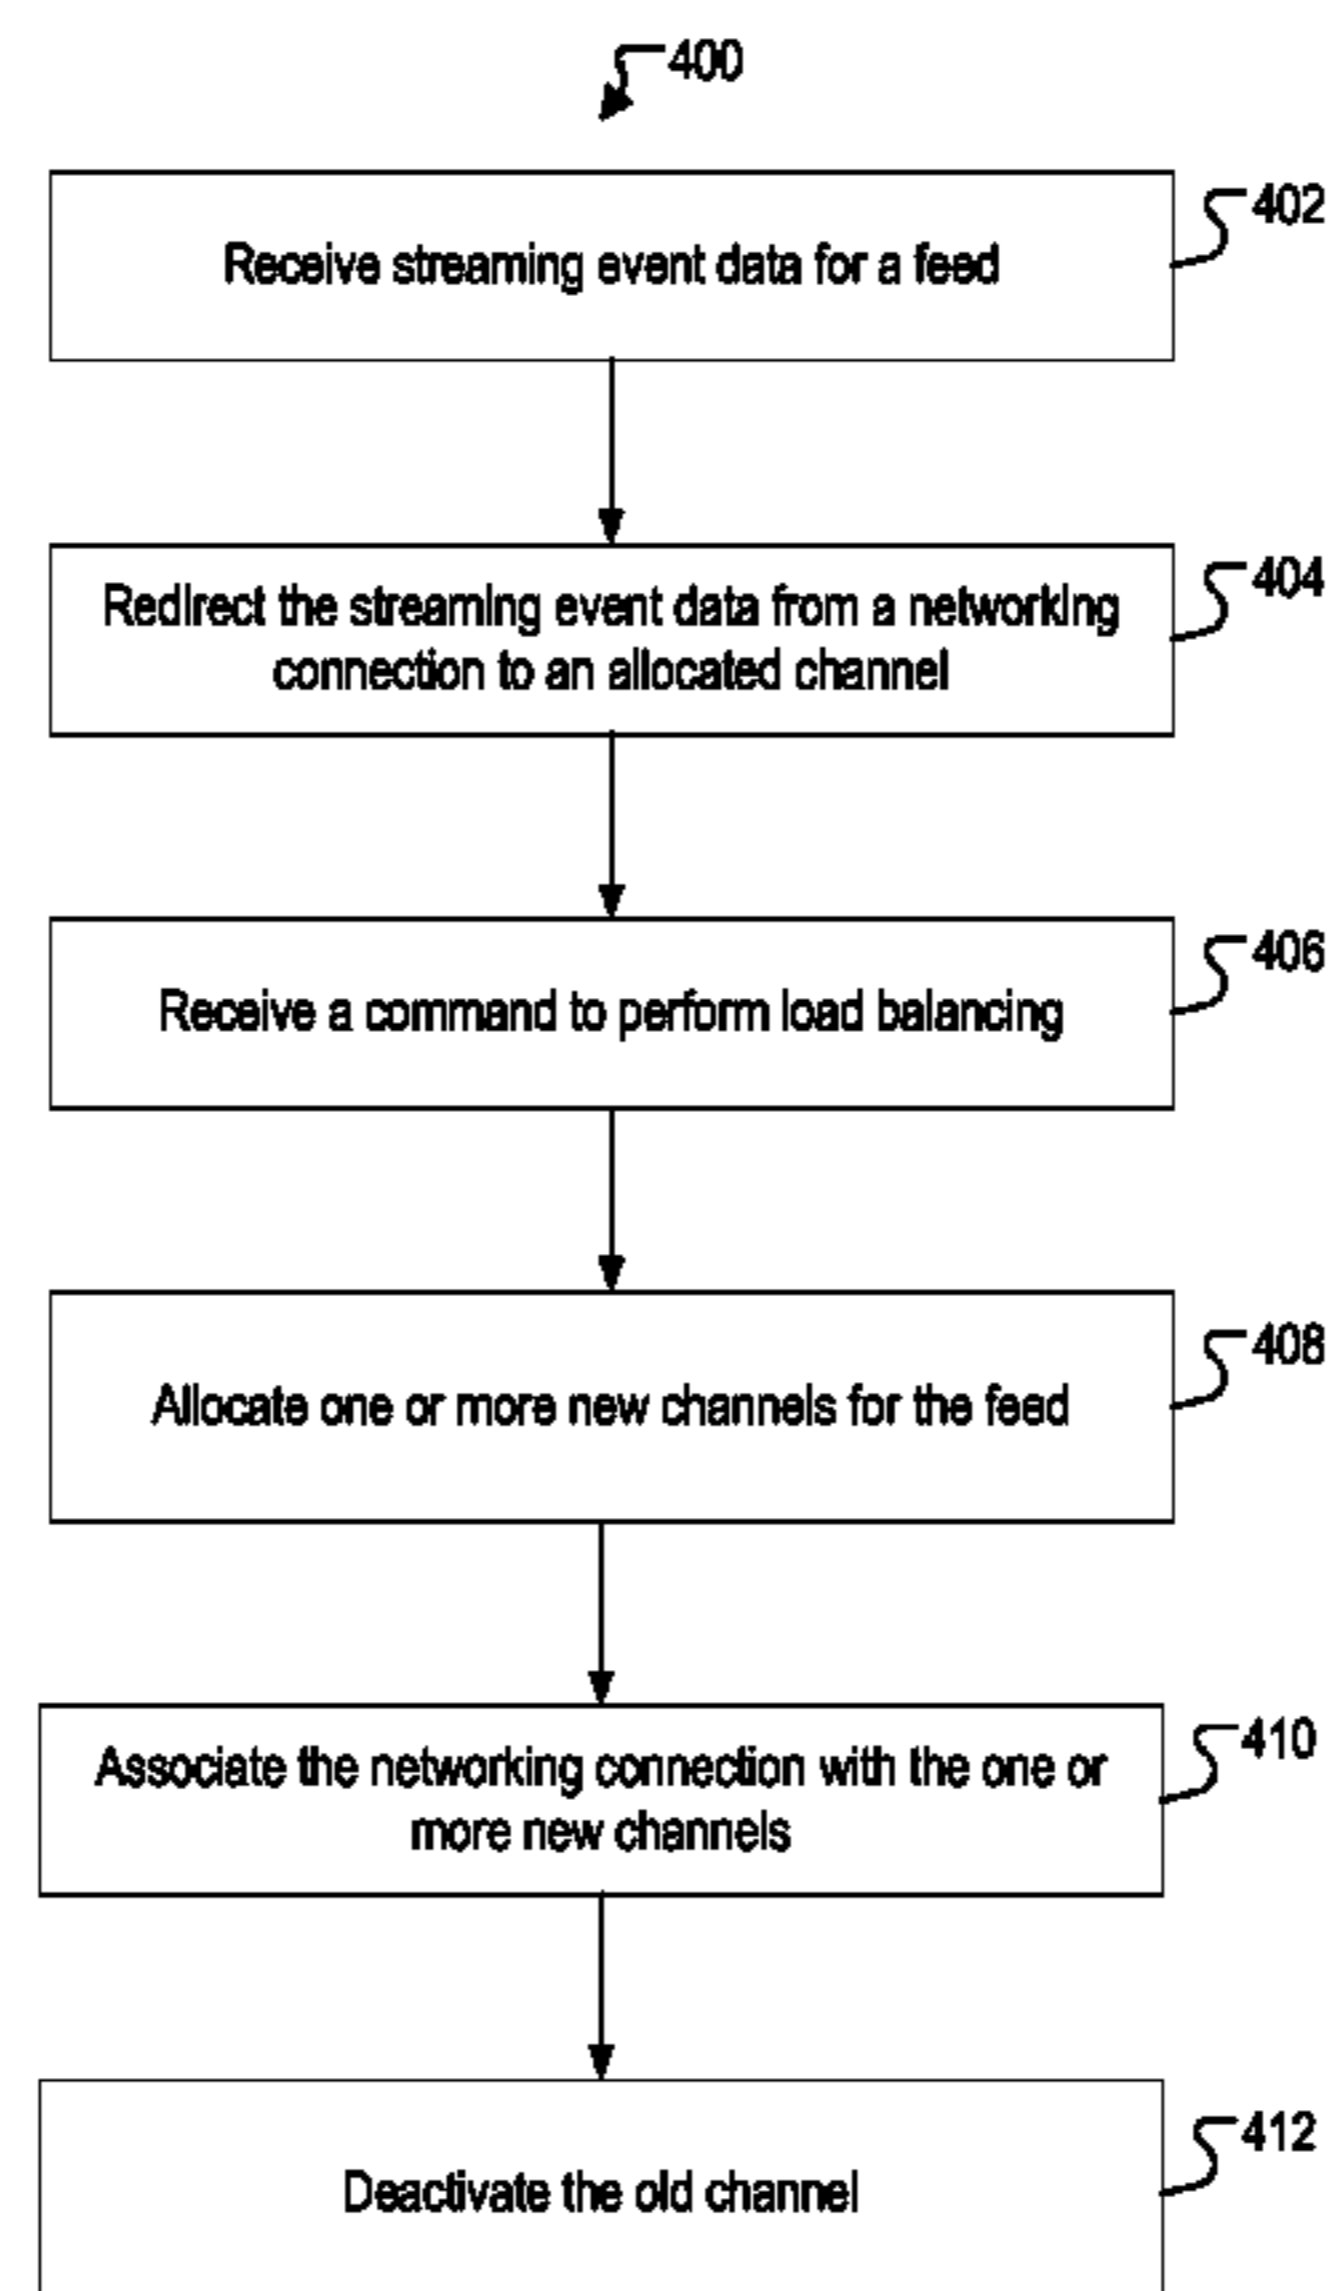 400
Receive streaming event data for a feed
402
Redirect the streaming event data from a networking
connection to an allocated channel
404
Receive a command to perform load balancing
406
Allocate one or more new channels for the feed
408
Associate the networking connection with the one or
more new channels
410
Deactivate the old channel
412